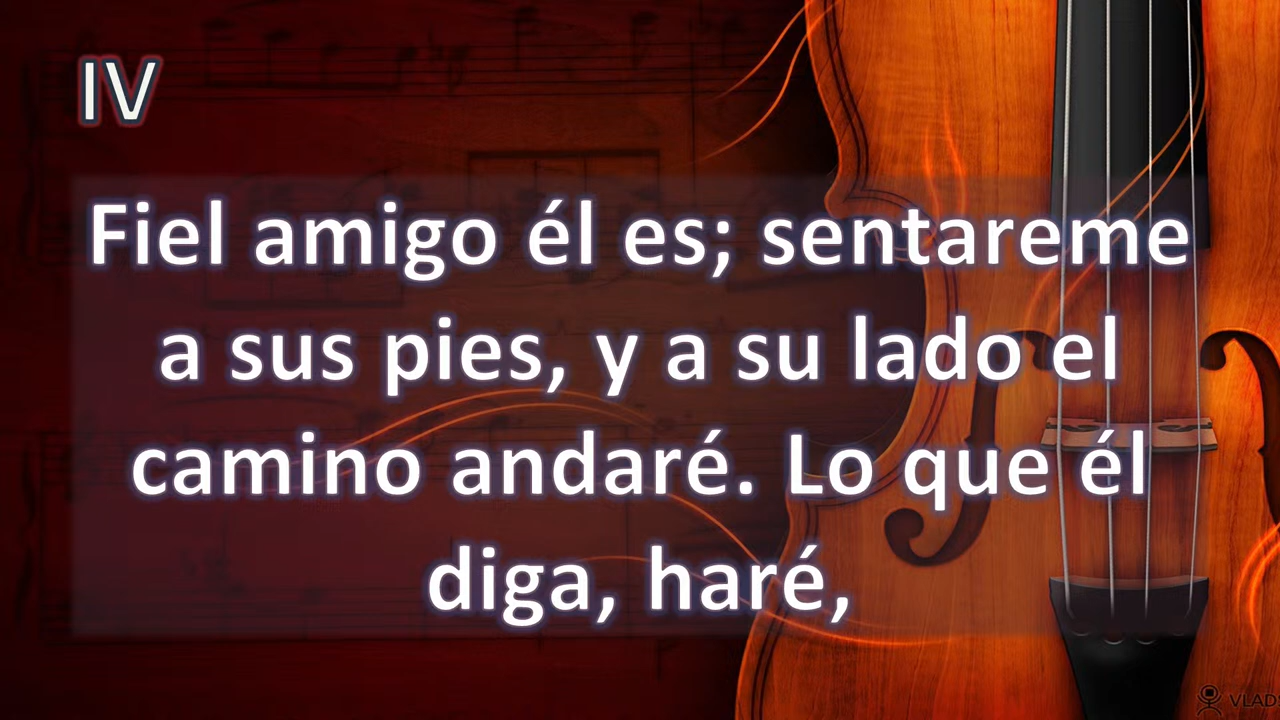 IV
Fiel amigo él es; sentareme
a sus pies, y a su lado el
camino andaré. Lo que él
diga, haré,